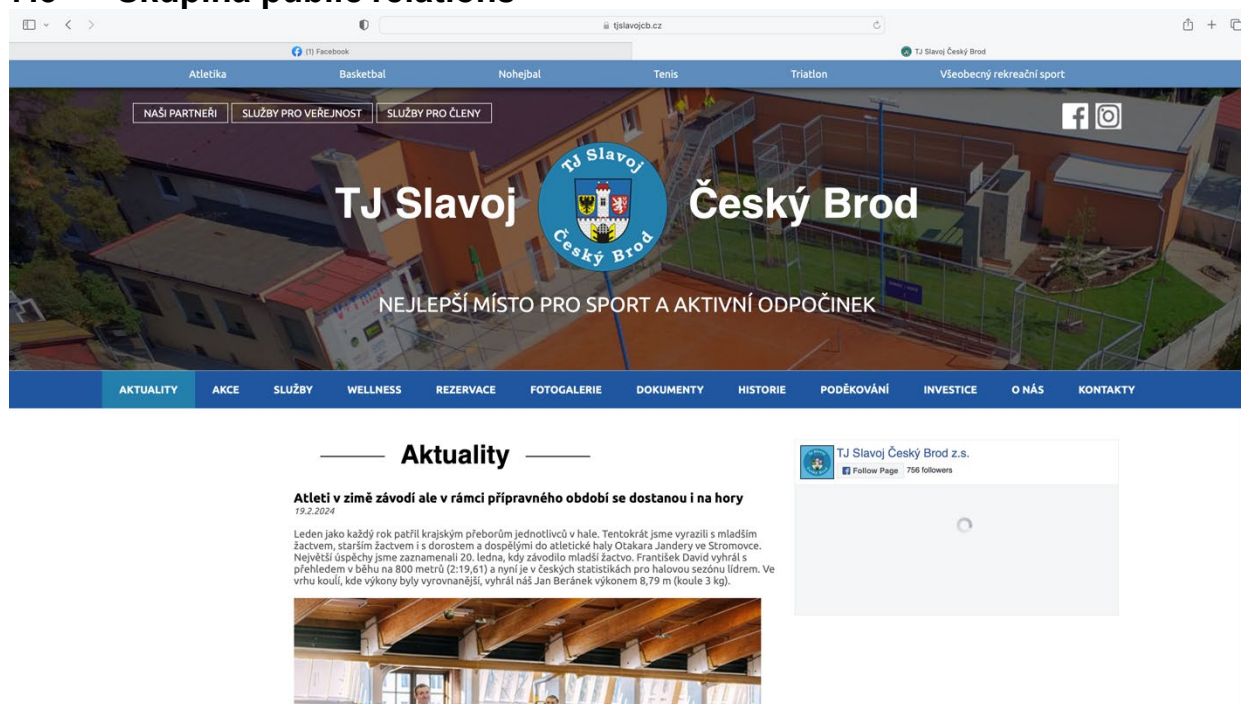 Skupina public relations
tjslavojcb.cz
(1) Facebook
TJ Slavoj Český Brod
Atletika Basketbal Nohejbal Tenis Triatlon Všeobecný rekreační sport
NAŠI PARTNEŘI SLUŽBY PRO VEŘEJNOST SLUŽBY PRO ČLENY
TJ Slavoj
TJ Slavoj
Český Brod
Český Brod
NEJLEPŠÍ MÍSTO PRO SPORT A AKTIVNÍ ODPOČINEK
AKTUALITY AKCE SLUŽBY WELLNESS REZERVACE FOTOGALERIE DOKUMENTY HISTORIE PODĚKOVÁNÍ INVESTICE O NÁS KONTAKTY
Aktuality
Atleti v zimě závodí ale v rámci přípravného období se dostanou i na hory
19.2.2024
Leden jako každý rok patřil krajským přeborům jednotlivců v hale. Tentokrát jsme vyrazili s mladším
žactvem, starším žactvem i s dorostem a dospělými do atletické haly Otakara Jandery ve Stromovce.
Největší úspěchy jsme zaznamenali 20. ledna, kdy závodilo mladší žactvo. František David vyhrál s
přehledem v běhu na 800 metrů (2:19,61) a nyní je v českých statistikách pro halovou sezónu lídrem. Ve
vrhu koulí, kde výkony byly vyrovnanější, vyhrál náš Jan Beránek výkonem 8,79 m (koule 3 kg).
TJ Slavoj Český Brod z.s.
Follow Page 756 followers